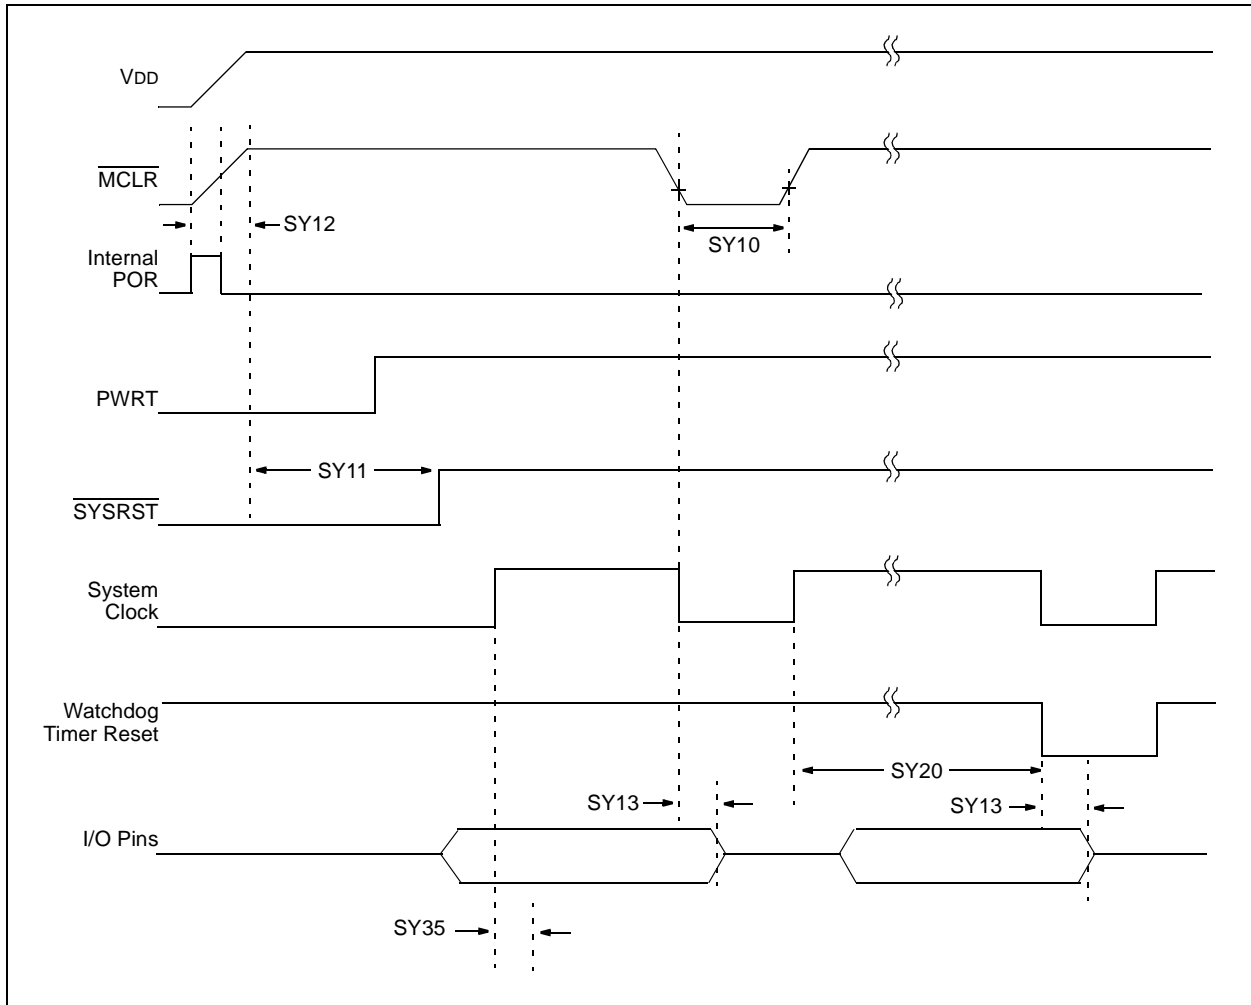 VDD
MCLR
SY12
SY10
Internal
POR
PWRT
SY11
SYSRST
System
Clock
Watchdog
Timer Reset
SY20
SY13
SY13
I/O Pins
SY35